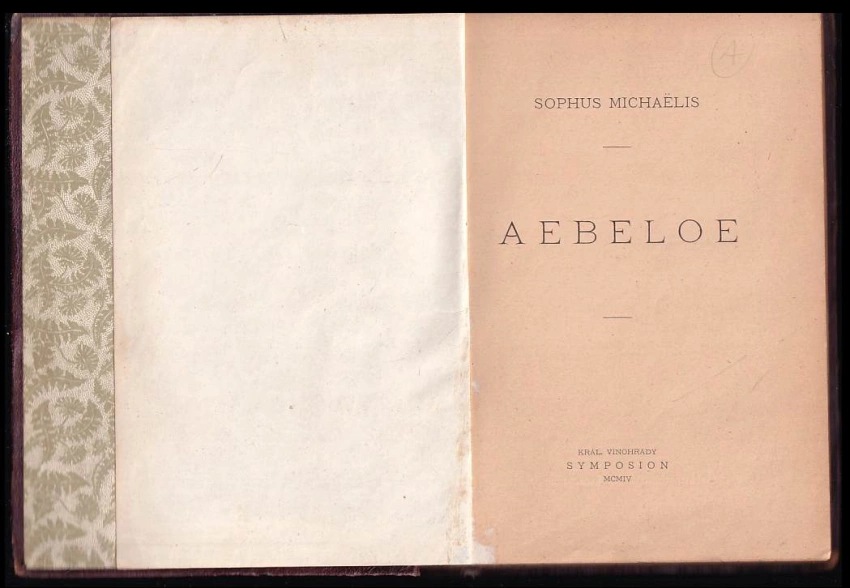 A
SOPHUS MICHAËLIS
AEBELOE
KRÁL. VINOHRADY
SYMPOSION
MCMIV